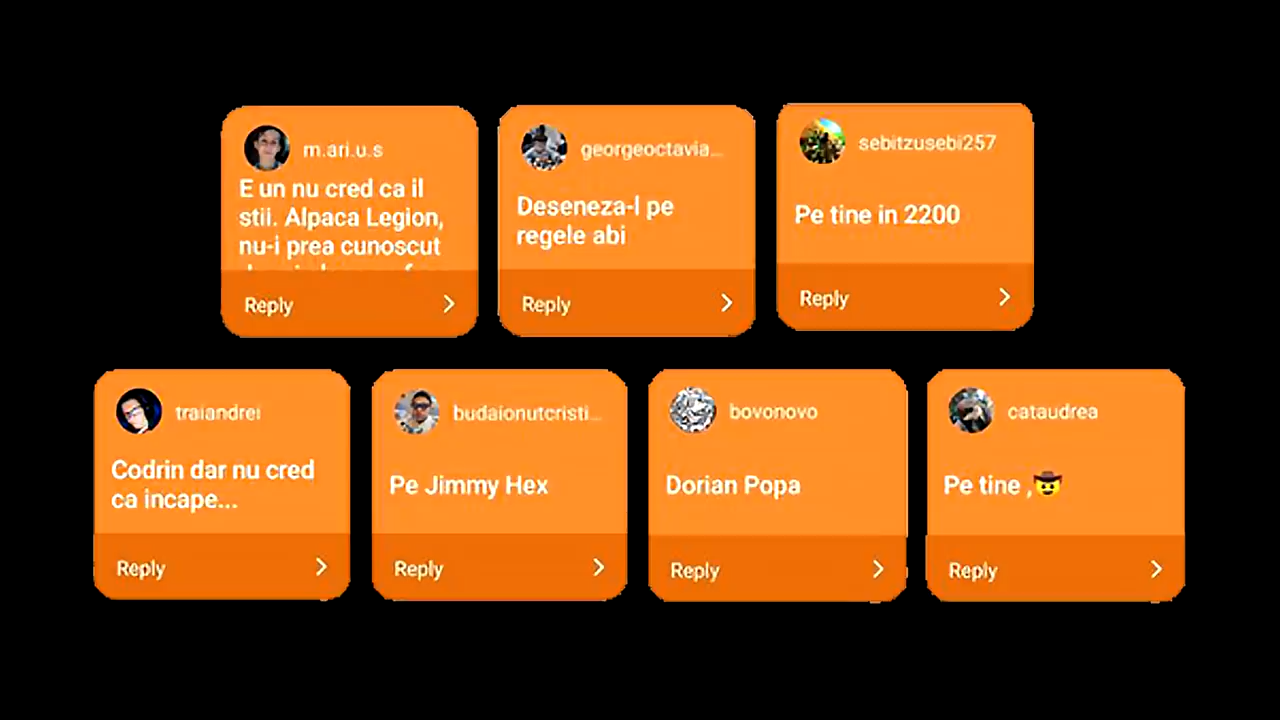 m.ari.u.s
E un nu cred ca il
stii. Alpaca Legion,
nu-i prea cunoscut
Reply
georgeoctavia...
Deseneza-l pe
regele abi
Reply
sebitzusebi257
Pe tine in 2200
Reply
traiandrei
Codrin dar nu cred
ca incape...
Reply
budaionutcristi...
Pe Jimmy Hex
Reply
bovonovo
Dorian Popa
Reply
cataudrea
Pe tine ,🤠
Reply